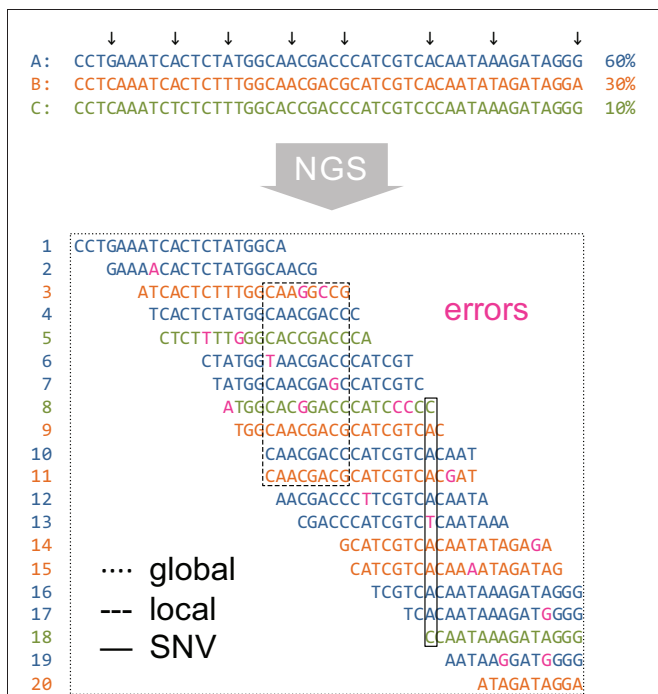 ↓ ↓ ↓ ↓ ↓ ↓ ↓ ↓
A: CCTGAAATCACTCTATGGCAACGACCCATCGTCACAATAAAGATAGGG 60%
B: CCTCAAATCACTCTTTGGCAACGACGCATCGTCACAATATAGATAGGA 30%
C: CCTCAAATCTCTCTTTGGCACCGACCCATCGTCCCAATAAAGATAGGG 10%
NGS
1 CCTGAAATCACTCTATGGCA
2 GAAAACACTCTATGGCAACG
3 ATCACTCTTTGGCAAGGCCG
errors
4 TCACTCTATGGCAACGACCC
5 CTCTTTTGGGCACCGACCCA
6 CTATGGTAACGACCCATCGT
7 TATGGCAACGAGCCATCGTC
8 ATGGCACGGACCCATCCCCC
9 TGGCAACGACGCATCGTCAC
10 CAACGACCCATCGTCACAAT
11 CAACGACGCATCGTCACGAT
12 AACGACCCTTCGTCACAATA
13 CGACCCATCGTCTCAATAAA
14 GCATCGTCACAATATAGAGA
15 CATCGTCACAAAATAGATAG
16 TCGTCACAATAAAGATAGGG
17 TCACAATAAAGATGGGG
18 CCAATAAAGATAGGG
19 AATAAGGATGGGG
20 ATAGATAGGA
global
local
SNV